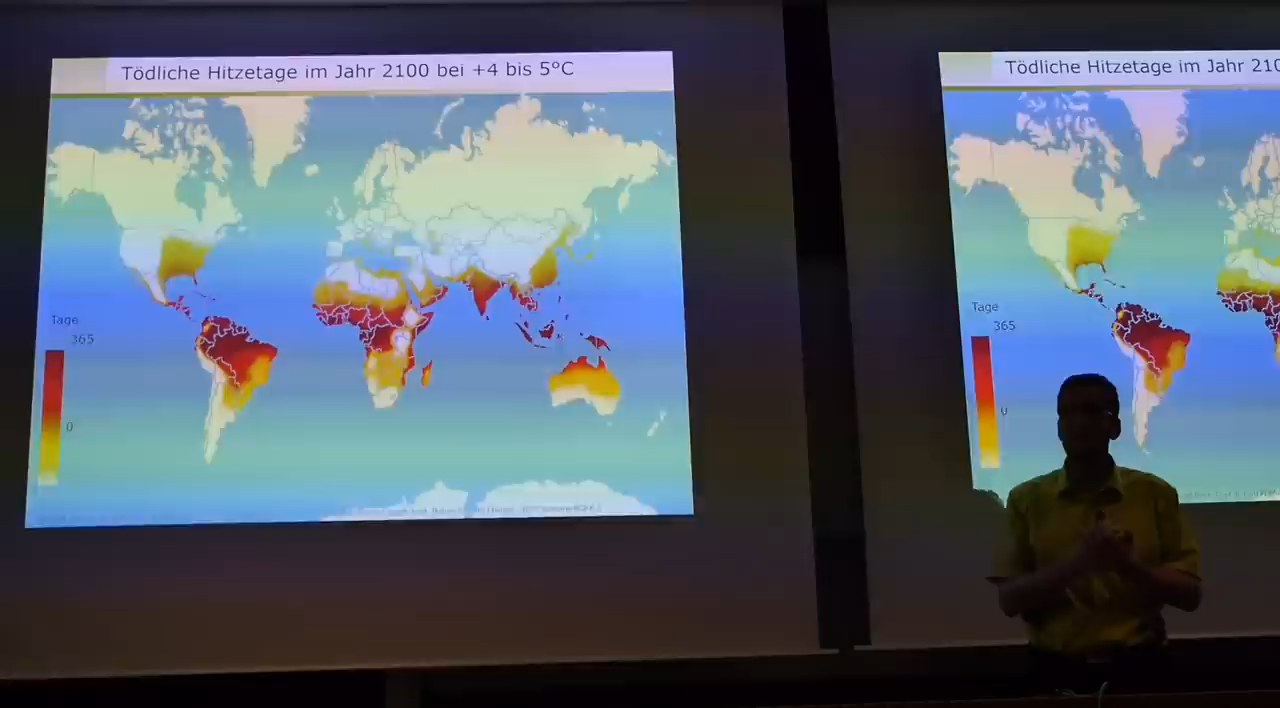 Tödliche Hitzetage im Jahr 2100 bei +4 bis 5°C
Tage
365
0
Tödliche Hitzetage im Jahr 210
Tage
365
0